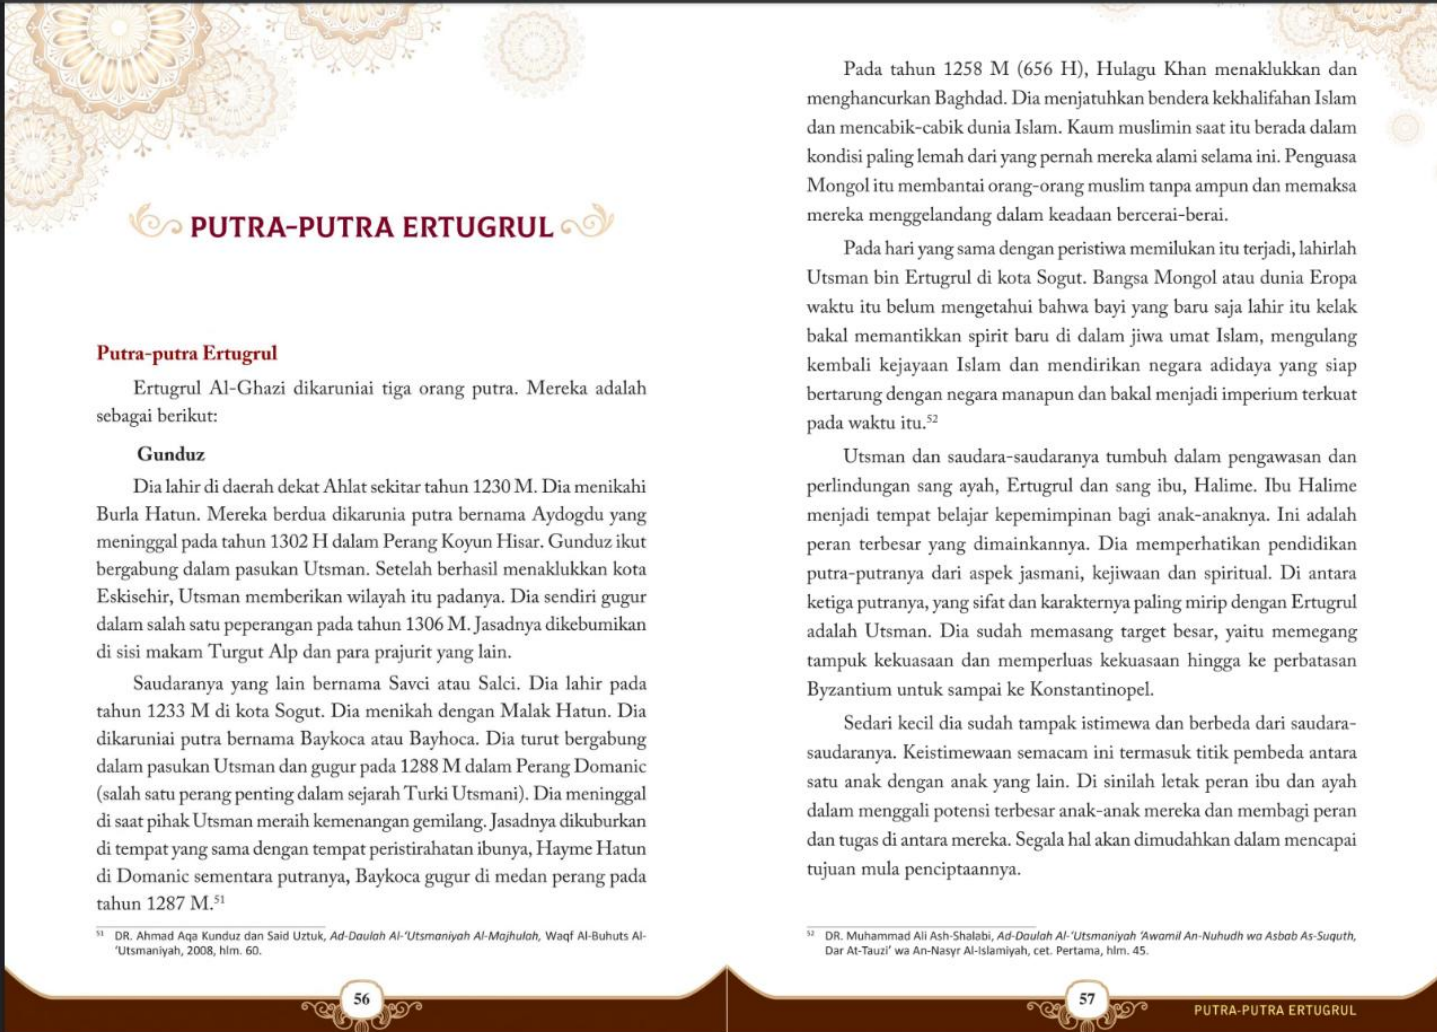 PUTRA-PUTRA ERTUGRUL
Putra-putra Ertugrul
Ertugrul Al-Ghazi dikaruniai tiga orang putra. Mereka adalah
sebagai berikut:
Gunduz
Dia lahir di daerah dekat Ahlat sekitar tahun 1230 M. Dia menikahi
Burla Hatun. Mereka berdua dikarunia putra bernama Aydogdu yang
meninggal pada tahun 1302 H dalam Perang Koyun Hisar. Gunduz ikut
bergabung dalam pasukan Utsman. Setelah berhasil menaklukkan kota
Eskisehir, Utsman memberikan wilayah itu padanya. Dia sendiri gugur
dalam salah satu peperangan pada tahun 1306 M. Jasadnya dikebumikan
di sisi makam Turgut Alp dan para prajurit yang lain.
Saudaranya yang lain bernama Savci atau Salci. Dia lahir pada
tahun 1233 M di kota Sogut. Dia menikah dengan Malak Hatun. Dia
dikaruniai putra bernama Baykoca atau Bayhoca. Dia turut bergabung
dalam pasukan Utsman dan gugur pada 1288 M dalam Perang Domanic
(salah satu perang penting dalam sejarah Turki Utsmani). Dia meninggal
di saat pihak Utsman meraih kemenangan gemilang. Jasadnya dikuburkan
di tempat yang sama dengan tempat peristirahatan ibunya, Hayme Hatun
di Domanic sementara putranya, Baykoca gugur di medan perang pada
tahun 1287 M.⁵¹
⁵¹ DR. Ahmad Aqa Kunduz dan Said Uztuk, Ad-Daulah Al-‘Utsmaniyah Al-Majhulah, Waqf Al-Buhuts Al-
‘Utsmaniyah, 2008, hlm. 60.
56
Pada tahun 1258 M (656 H), Hulagu Khan menaklukkan dan
menghancurkan Baghdad. Dia menjatuhkan bendera kekhalifahan Islam
dan mencabik-cabik dunia Islam. Kaum muslimin saat itu berada dalam
kondisi paling lemah dari yang pernah mereka alami selama ini. Penguasa
Mongol itu membantai orang-orang muslim tanpa ampun dan memaksa
mereka menggelandang dalam keadaan bercerai-berai.
Pada hari yang sama dengan peristiwa memilukan itu terjadi, lahirlah
Utsman bin Ertugrul di kota Sogut. Bangsa Mongol atau dunia Eropa
waktu itu belum mengetahui bahwa bayi yang baru saja lahir itu kelak
bakal memantikkan spirit baru di dalam jiwa umat Islam, mengulang
kembali kejayaan Islam dan mendirikan negara adidaya yang siap
bertarung dengan negara manapun dan bakal menjadi imperium terkuat
pada waktu itu.⁵²
Utsman dan saudara-saudaranya tumbuh dalam pengawasan dan
perlindungan sang ayah, Ertugrul dan sang ibu, Halime. Ibu Halime
menjadi tempat belajar kepemimpinan bagi anak-anaknya. Ini adalah
peran terbesar yang dimainkannya. Dia memperhatikan pendidikan
putra-putranya dari aspek jasmani, kejiwaan dan spiritual. Di antara
ketiga putranya, yang sifat dan karakternya paling mirip dengan Ertugrul
adalah Utsman. Dia sudah memasang target besar, yaitu memegang
tampuk kekuasaan dan memperluas kekuasaan hingga ke perbatasan
Byzantium untuk sampai ke Konstantinopel.
Sedari kecil dia sudah tampak istimewa dan berbeda dari saudara-
saudaranya. Keistimewaan semacam ini termasuk titik pembeda antara
satu anak dengan anak yang lain. Di sinilah letak peran ibu dan ayah
dalam menggali potensi terbesar anak-anak mereka dan membagi peran
dan tugas di antara mereka. Segala hal akan dimudahkan dalam mencapai
tujuan mula penciptaannya.
⁵² DR. Muhammad Ali Ash-Shalabi, Ad-Daulah Al-‘Utsmaniyah ‘Awamil An-Nuhudh wa Asbab As-Suquth,
Dar At-Tauzi’ wa An-Nasyr Al-Islamiyah, cet. Pertama, hlm. 45.
57
PUTRA-PUTRA ERTUGRUL